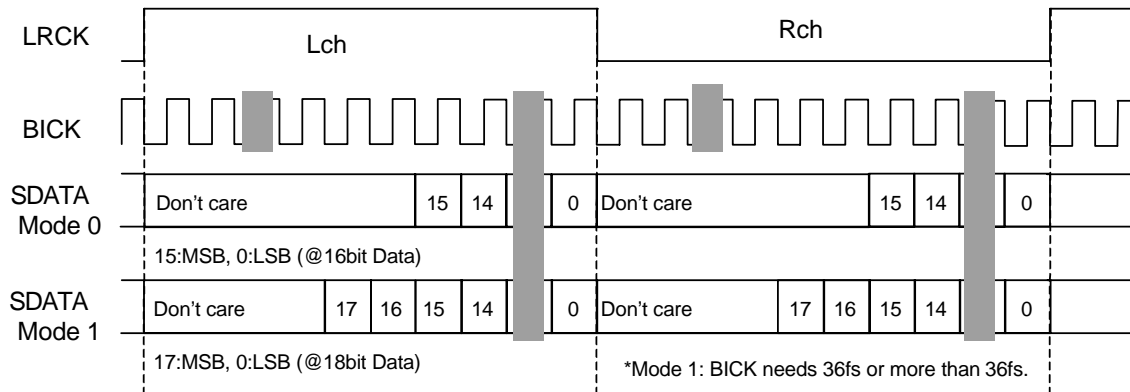 LRCK
Lch
Rch
BICK
SDATA
Mode 0
Don't care
15
14
0
Don't care
15
14
0
15:MSB, 0:LSB (@16bit Data)
SDATA
Mode 1
Don't care
17
16
15
14
0
Don't care
17
16
15
14
0
17:MSB, 0:LSB (@18bit Data)
*Mode 1: BICK needs 36fs or more than 36fs.